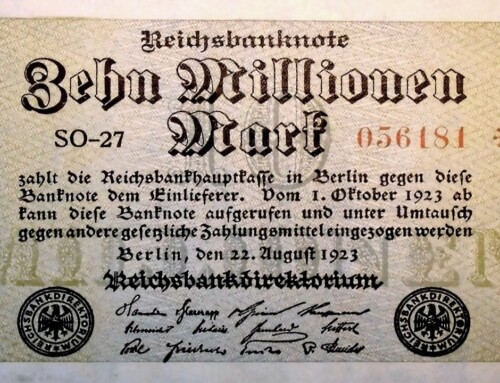 Reichsbanknote
Zehn Millionen
Mark
SO-27
056181
zahlt die Reichsbankhauptkasse in Berlin gegen diese
Banknote dem Einlieferer. Vom 1. Oktober 1923 ab
kann diese Banknote aufgerufen und unter Umtausch
gegen andere gesetzliche Zahlungsmittel eingezogen werden
Berlin, den 22. August 1923
Reichsbankdirektorium
REICHSBANKDIREKTORIUM
REICHSBANKDIREKTORIUM